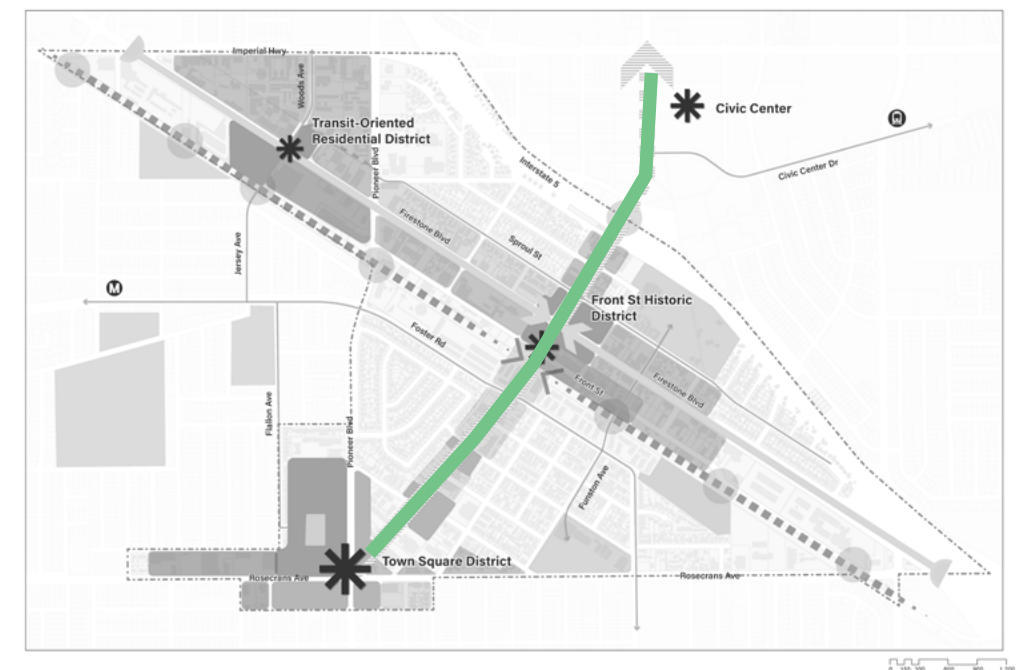 Imperial Hwy
Woods Ave
Civic Center
Transit-Oriented
Residential District
Pioneer Blvd
Interstate 5
Civic Center Dr
Firestone Blvd
Sproul St
Jersey Ave
M
Front St Historic
District
Foster Rd
Front St
Firestone Blvd
Flallon Ave
Pioneer Blvd
Funston Ave
Town Square District
Rosecrans Ave
Rosecrans Ave